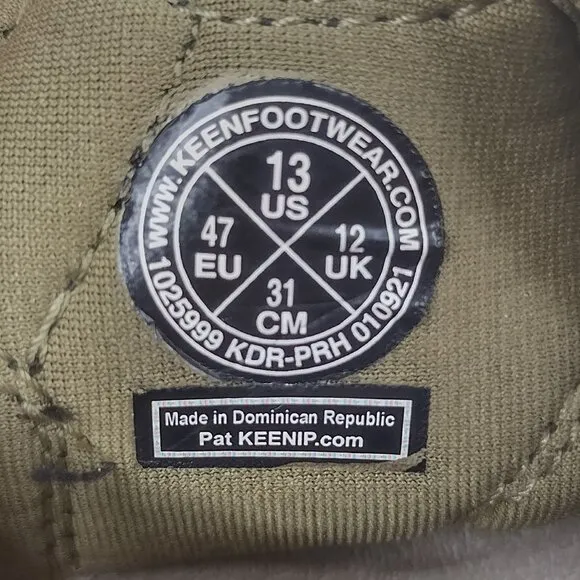 WWW.KEENFOOTWEAR.COM
13
US
47
EU
12
UK
31
CM
1025999 KDR-PRH 010921
Made in Dominican Republic
Pat KEENIP.com